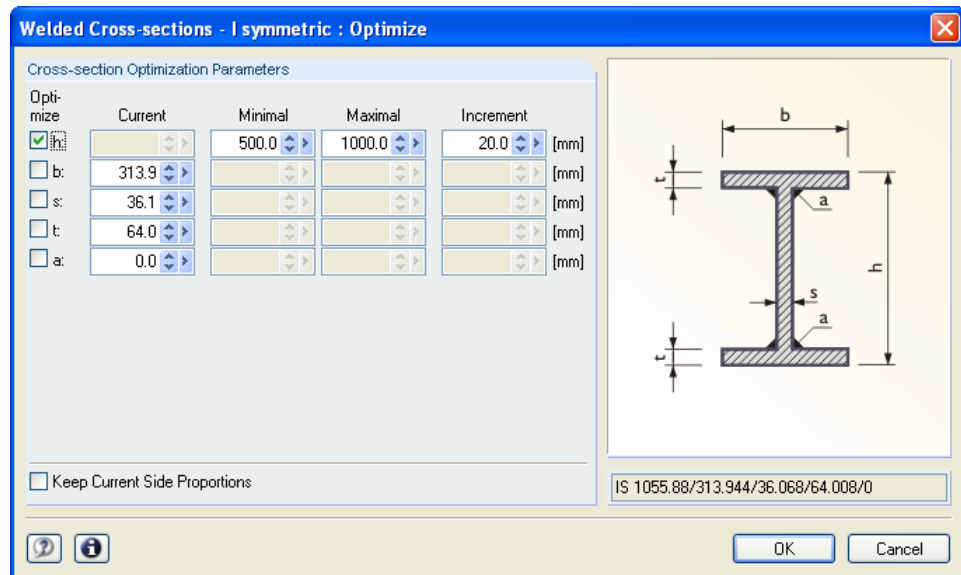 Welded Cross-sections - I symmetric : Optimize
Cross-section Optimization Parameters
Opti-
mize Current Minimal Maximal Increment
h: 500.0 1000.0 20.0 [mm]
b: 313.9 [mm]
s: 36.1 [mm]
t: 64.0 [mm]
a: 0.0 [mm]
b
t
a
h
s
a
t
Keep Current Side Proportions
IS 1055.88/313.944/36.068/64.008/0
OK Cancel